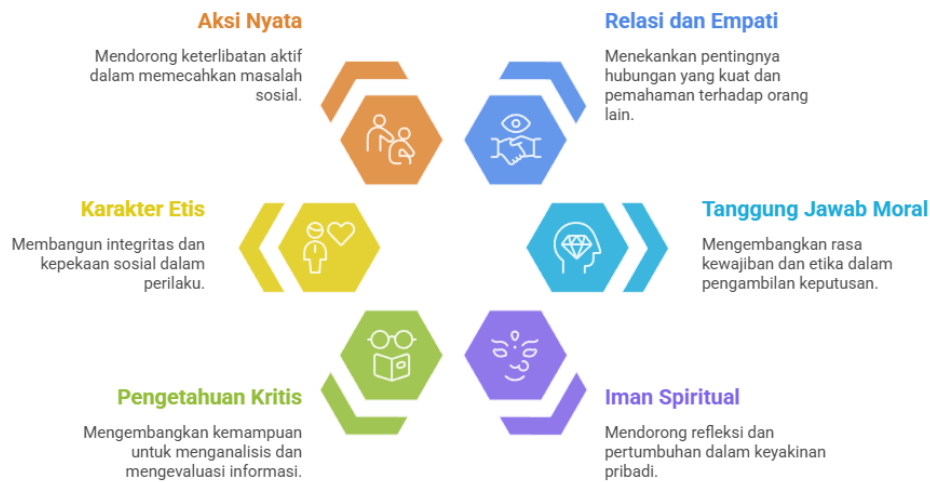 Aksi Nyata
Mendorong keterlibatan aktif
dalam memecahkan masalah
sosial.
Relasi dan Empati
Menekankan pentingnya
hubungan yang kuat dan
pemahaman terhadap orang
lain.
Karakter Etis
Membangun integritas dan
kepekaan sosial dalam
perilaku.
Tanggung Jawab Moral
Mengembangkan rasa
kewajiban dan etika dalam
pengambilan keputusan.
Pengetahuan Kritis
Mengembangkan kemampuan
untuk menganalisis dan
mengevaluasi informasi.
Iman Spiritual
Mendorong refleksi dan
pertumbuhan dalam keyakinan
pribadi.